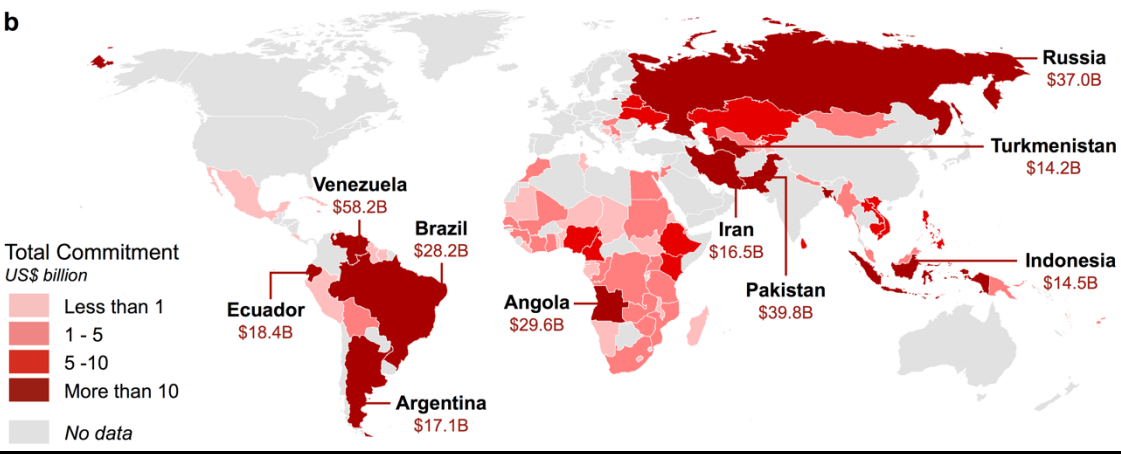 b
Russia
$37.0B
Turkmenistan
$14.2B
Venezuela
$58.2B
Brazil
$28.2B
Iran
$16.5B
Indonesia
$14.5B
Total Commitment
US$ billion
Less than 1
1 - 5
5 -10
More than 10
No data
Ecuador
$18.4B
Angola
$29.6B
Pakistan
$39.8B
Argentina
$17.1B